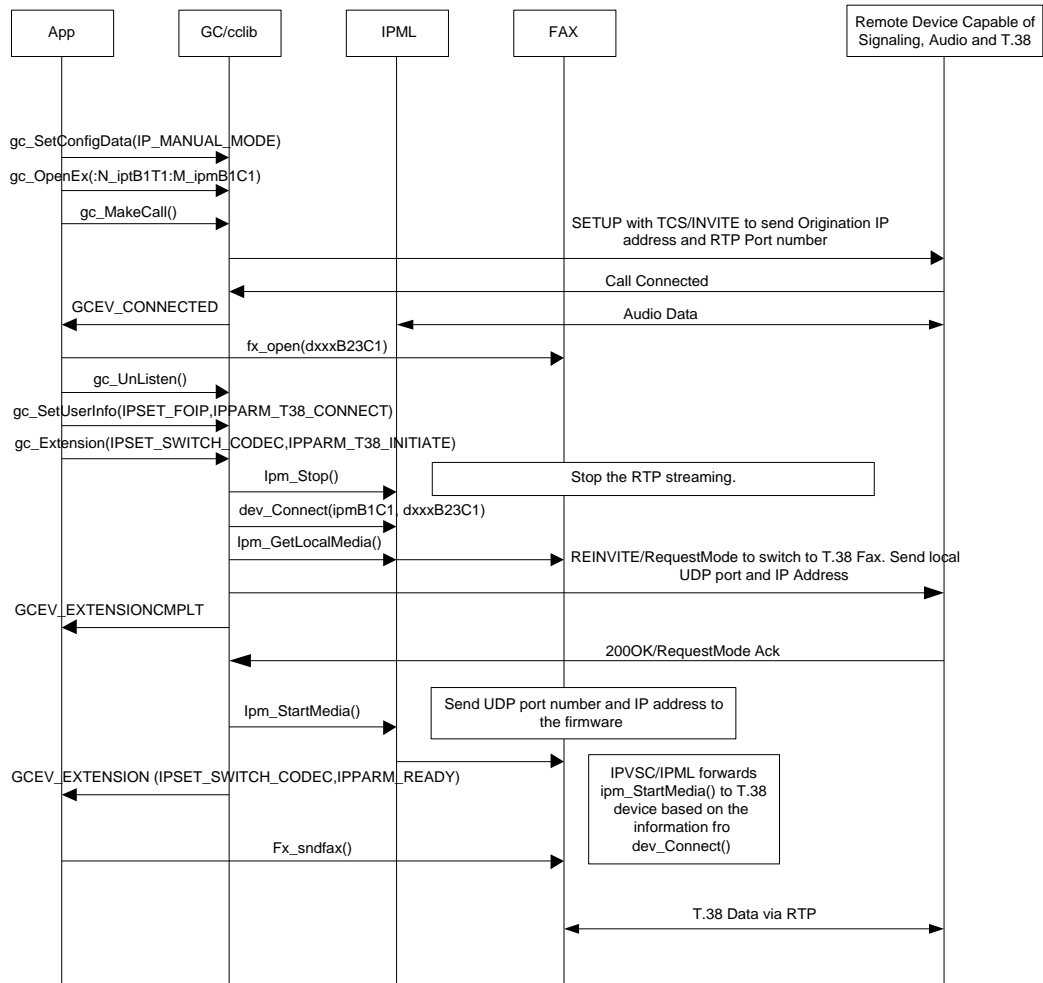 App
GC/cclib
IPML
FAX
Remote Device Capable of
Signaling, Audio and T.38
gc_SetConfigData(IP_MANUAL_MODE)
gc_OpenEx(:N_iptB1T1:M_ipmB1C1)
gc_MakeCall()
SETUP with TCS/INVITE to send Origination IP
address and RTP Port number
Call Connected
GCEV_CONNECTED
Audio Data
fx_open(dxxxB23C1)
gc_UnListen()
gc_SetUserInfo(IPSET_FOIP,IPPARM_T38_CONNECT)
gc_Extension(IPSET_SWITCH_CODEC,IPPARM_T38_INITIATE)
Ipm_Stop()
Stop the RTP streaming.
dev_Connect(ipmB1C1, dxxxB23C1)
Ipm_GetLocalMedia()
REINVITE/RequestMode to switch to T.38 Fax. Send local
UDP port and IP Address
GCEV_EXTENSIONCMPLT
200OK/RequestMode Ack
Ipm_StartMedia()
Send UDP port number and IP address to
the firmware
GCEV_EXTENSION (IPSET_SWITCH_CODEC,IPPARM_READY)
IPVSC/IPML forwards
ipm_StartMedia() to T.38
device based on the
information fro
dev_Connect()
Fx_sndfax()
T.38 Data via RTP